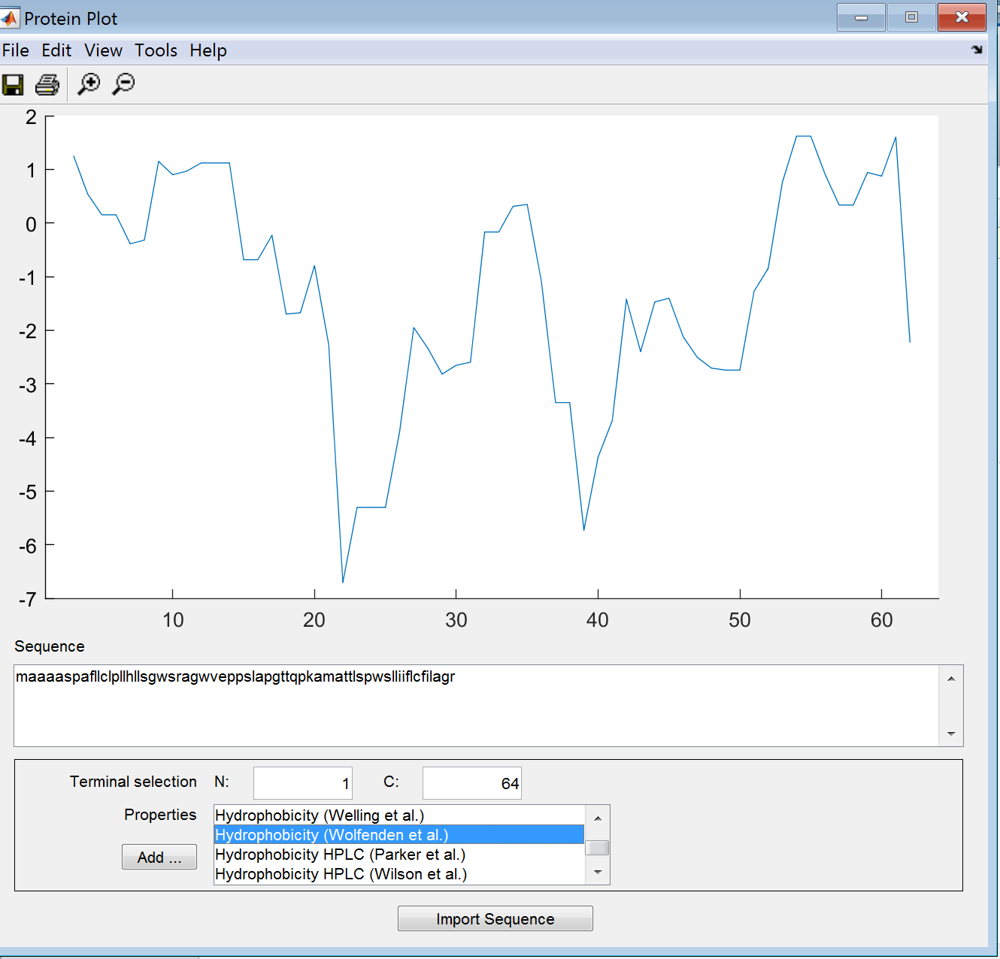 Protein Plot
File Edit View Tools Help
2
1
0
-1
-2
-3
-4
-5
-6
-7
10 20 30 40 50 60
Sequence
maaaaspafllclpllhllsgwsragwveppslapgttqpkamattlspwslliiflcfilagr
Terminal selection N: 1 C: 64
Properties
Hydrophobicity (Welling et al.)
Hydrophobicity (Wolfenden et al.)
Add ...
Hydrophobicity HPLC (Parker et al.)
Hydrophobicity HPLC (Wilson et al.)
Import Sequence